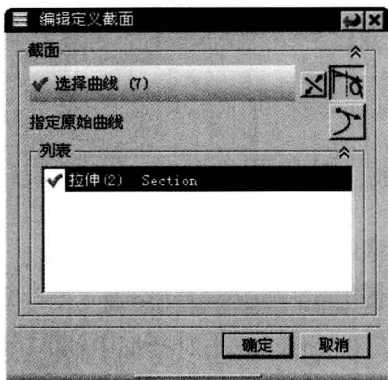 编辑定义截面
截面
选择曲线 (7)
指定原始曲线
列表
拉伸(2) Section
确定 取消